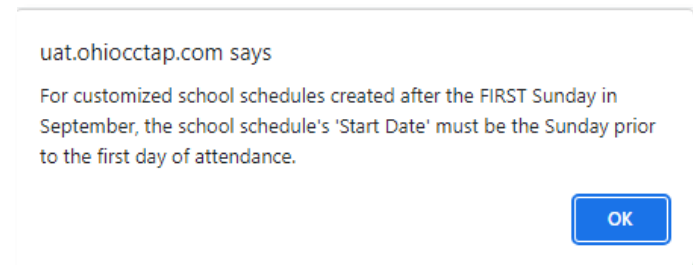 uat.ohiocctap.com says
For customized school schedules created after the FIRST Sunday in
September, the school schedule's 'Start Date' must be the Sunday prior
to the first day of attendance.
OK